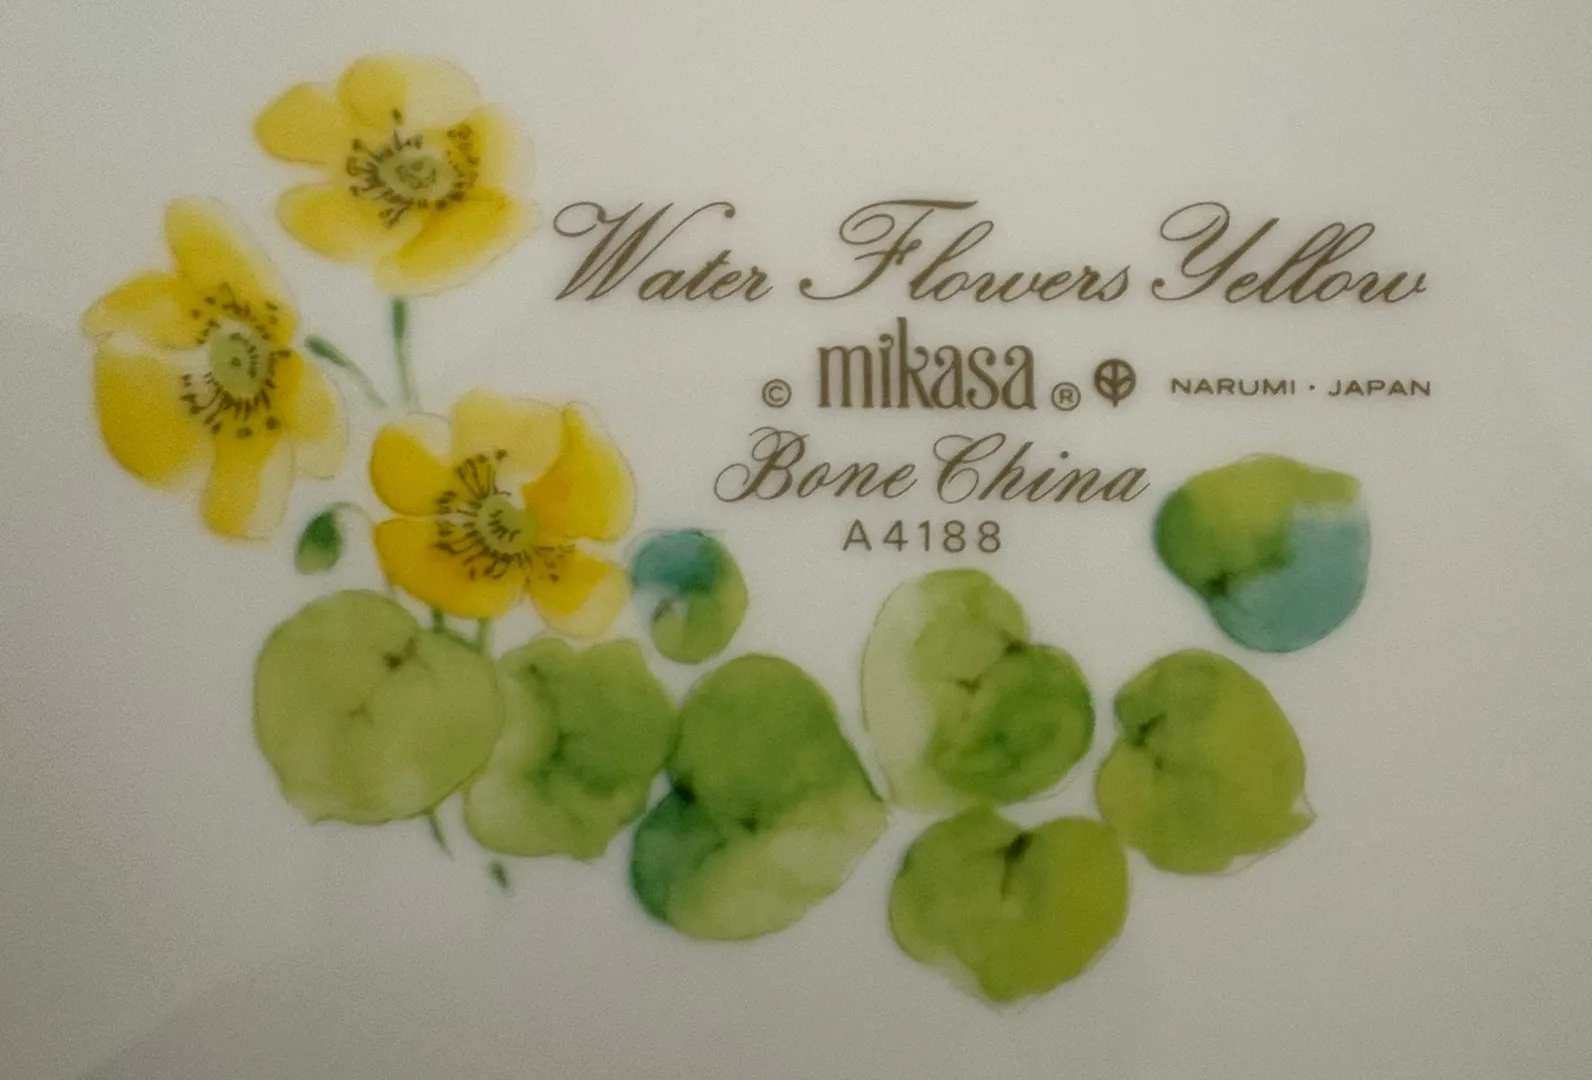 Water Flowers Yellow
© mikasa ® NARUMI · JAPAN
Bone China
A4188